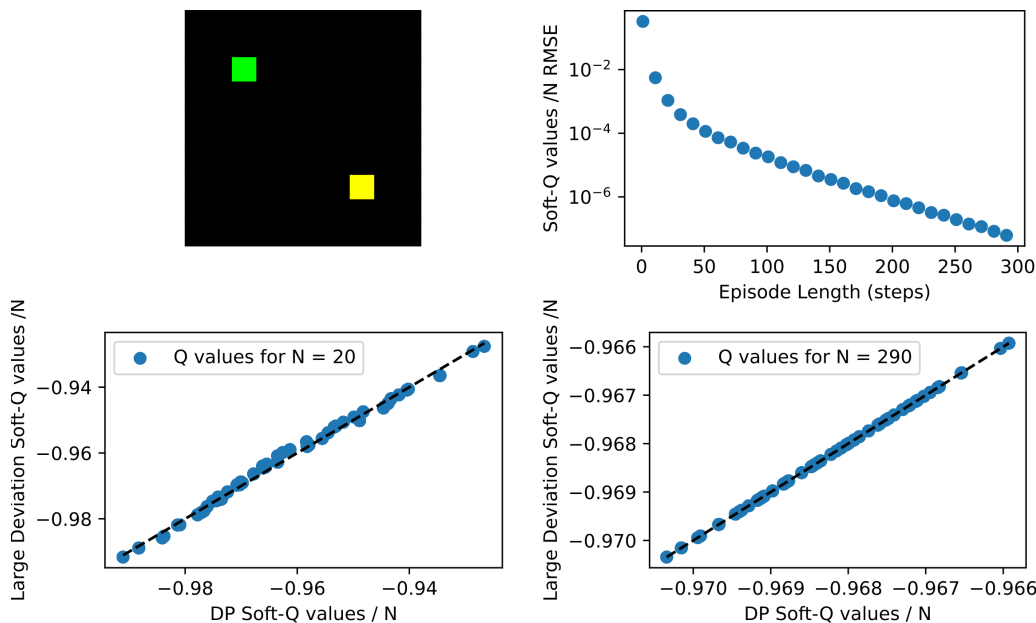 Soft-Q values /N RMSE
10⁻²
10⁻⁴
10⁻⁶
0 50 100 150 200 250 300
Episode Length (steps)
Large Deviation Soft-Q values /N
Q values for N = 20
−0.94
−0.96
−0.98
−0.98 −0.96 −0.94
DP Soft-Q values / N
Large Deviation Soft-Q values /N
Q values for N = 290
−0.966
−0.967
−0.968
−0.969
−0.970
−0.970 −0.969 −0.968 −0.967 −0.966
DP Soft-Q values / N